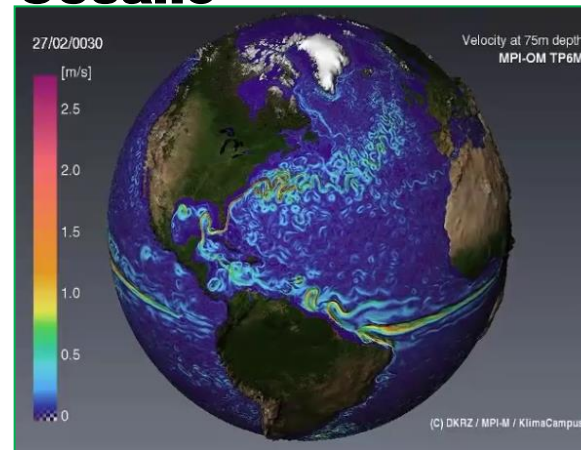 27/02/0030
[m/s]
2.5
2.0
1.5
1.0
0.5
0
Velocity at 75m depth
MPI-OM TP6M
(C) DKRZ / MPI-M / KlimaCampus